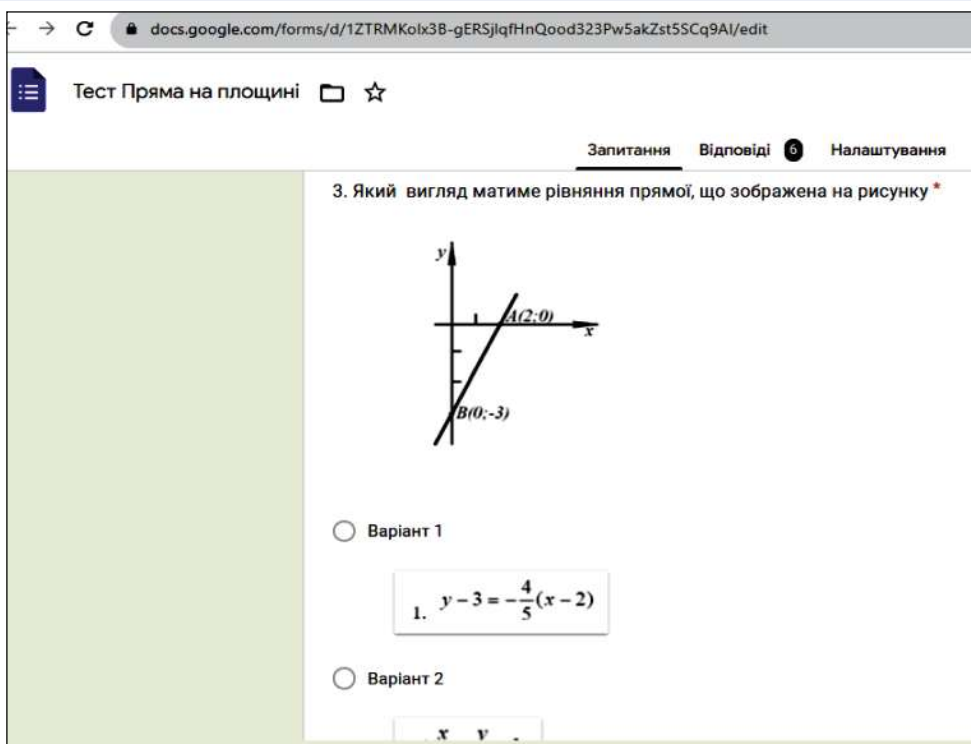 docs.google.com/forms/d/1ZTRMKolx3B-gERSjlqfHnQood323Pw5akZst5SCq9AI/edit
Тест Пряма на площині
Запитання Відповіді 6 Налаштування
3. Який вигляд матиме рівняння прямої, що зображена на рисунку *
y
A(2;0)
x
B(0;-3)
Варіант 1
1. y − 3 = −4/5(x − 2)
Варіант 2
x y